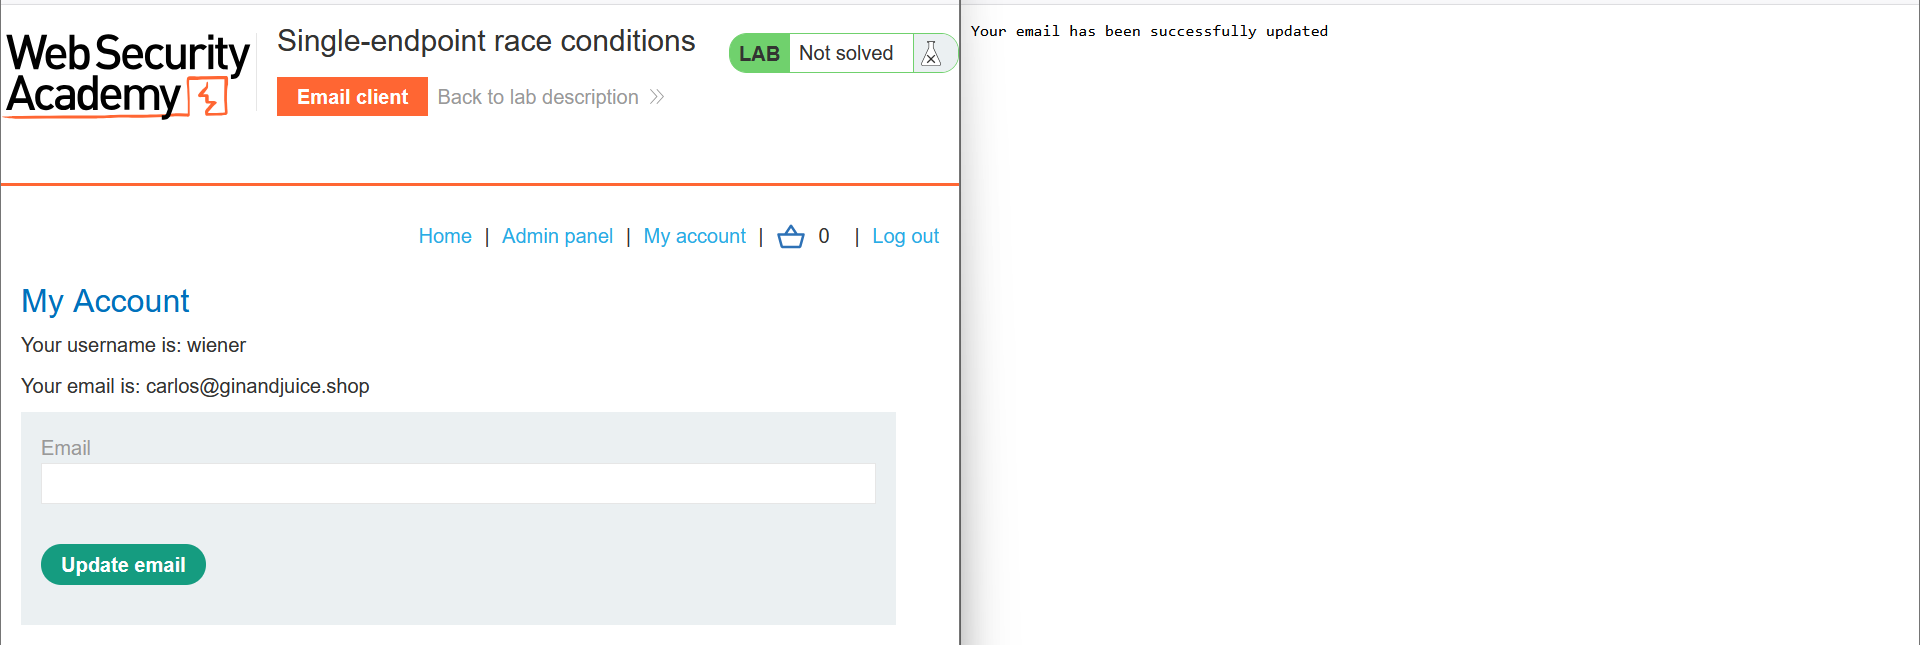 Web Security
Academy
Single-endpoint race conditions
LAB Not solved
Email client Back to lab description
Home | Admin panel | My account | 0 | Log out
My Account
Your username is: wiener
Your email is: carlos@ginandjuice.shop
Email
Update email
Your email has been successfully updated